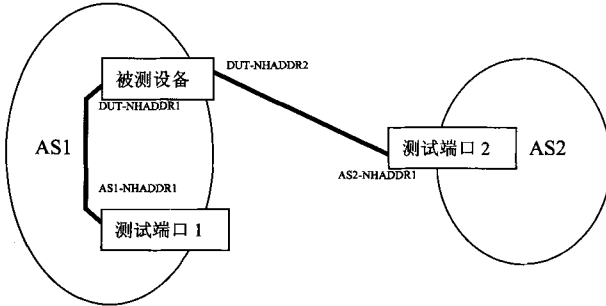 被测设备
DUT-NHADDR2
DUT-NHADDR1
AS1
测试端口 2
AS2
AS2-NHADDR1
AS1-NHADDR1
测试端口 1